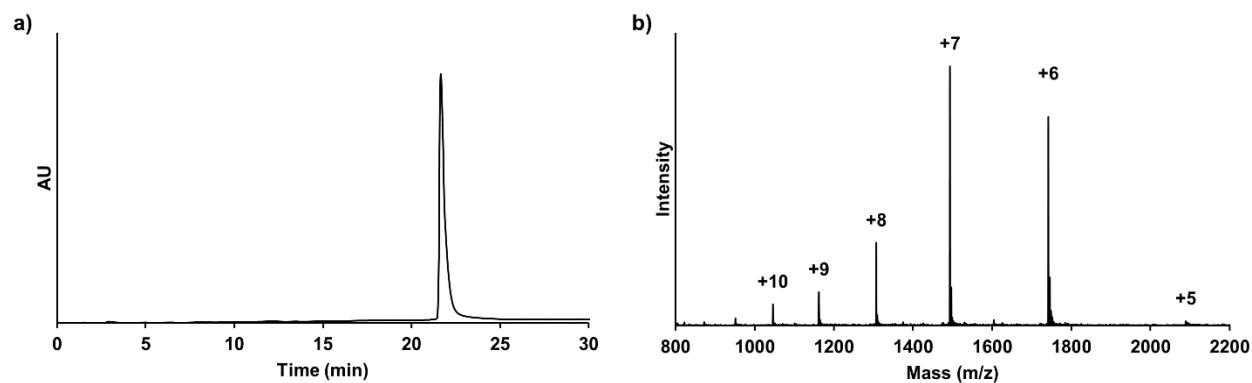 a)
AU
0 5 10 15 20 25 30
Time (min)
b)
Intensity
+10
+9
+8
+7
+6
+5
800 1000 1200 1400 1600 1800 2000 2200
Mass (m/z)